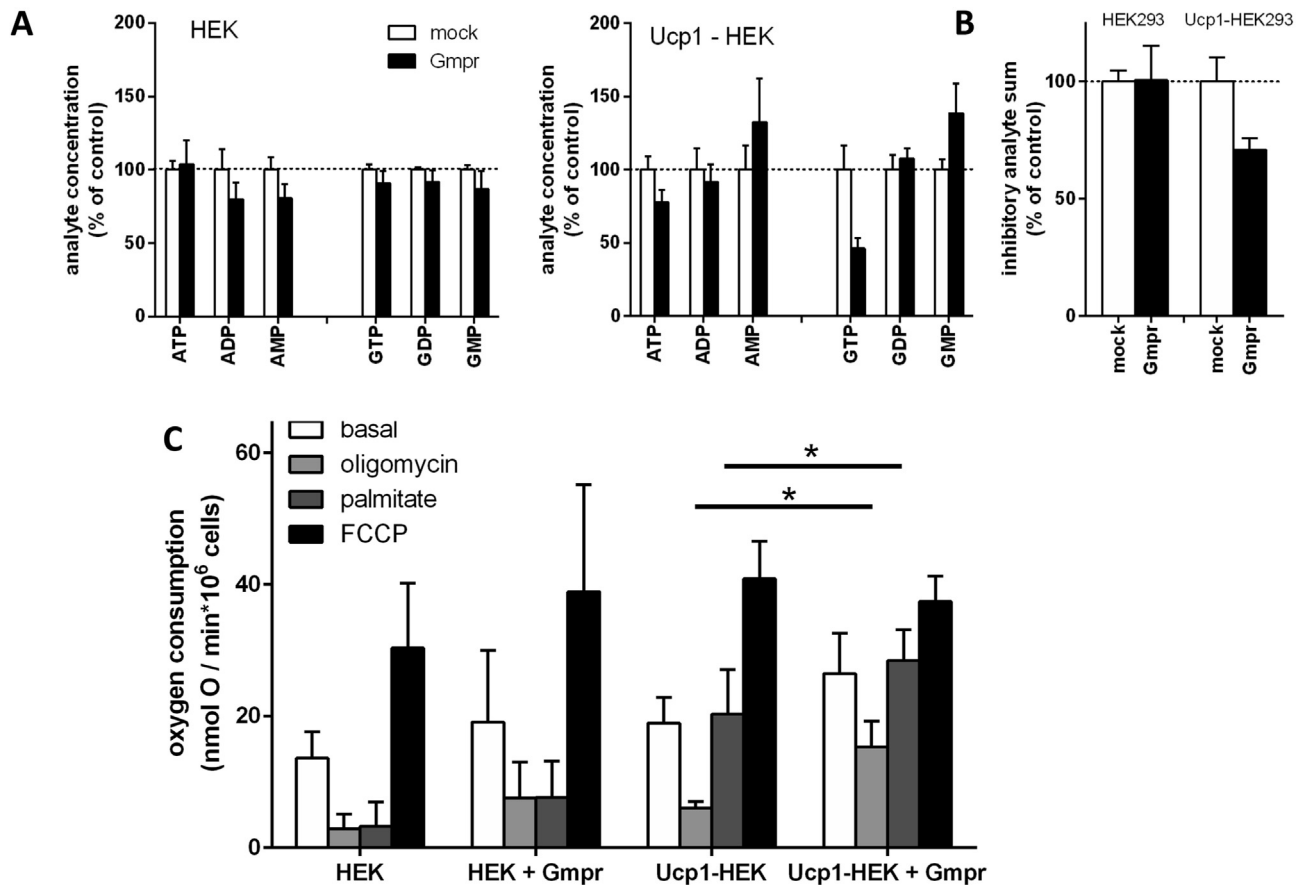 A
HEK
mock
Gmpr
analyte concentration
(% of control)
200
150
100
50
0
ATP
ADP
AMP
GTP
GDP
GMP
Ucp1 - HEK
analyte concentration
(% of control)
200
150
100
50
0
ATP
ADP
AMP
GTP
GDP
GMP
B
HEK293
Ucp1-HEK293
inhibitory analyte sum
(% of control)
100
50
0
mock
Gmpr
mock
Gmpr
C
basal
oligomycin
palmitate
FCCP
oxygen consumption
(nmol O / min*10⁶ cells)
60
40
20
0
*
*
HEK
HEK + Gmpr
Ucp1-HEK
Ucp1-HEK + Gmpr